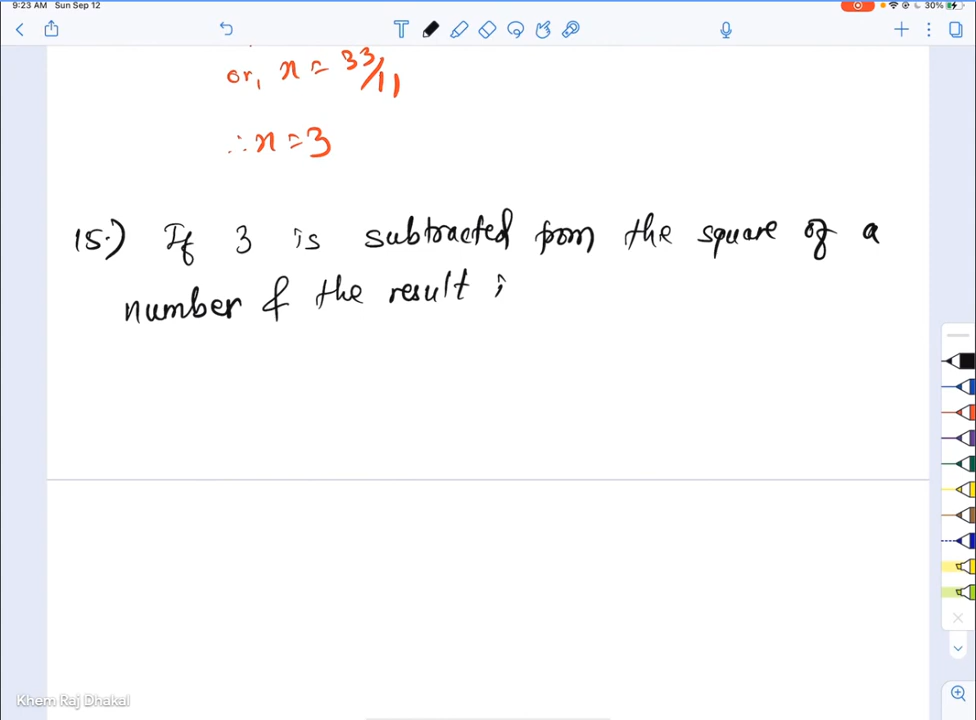 9:23 AM Sun Sep 12
30%
or, x = 33/11
∴ x = 3
15.) If 3 is subtracted from the square of a
number & the result i
Khem Raj Dhakal